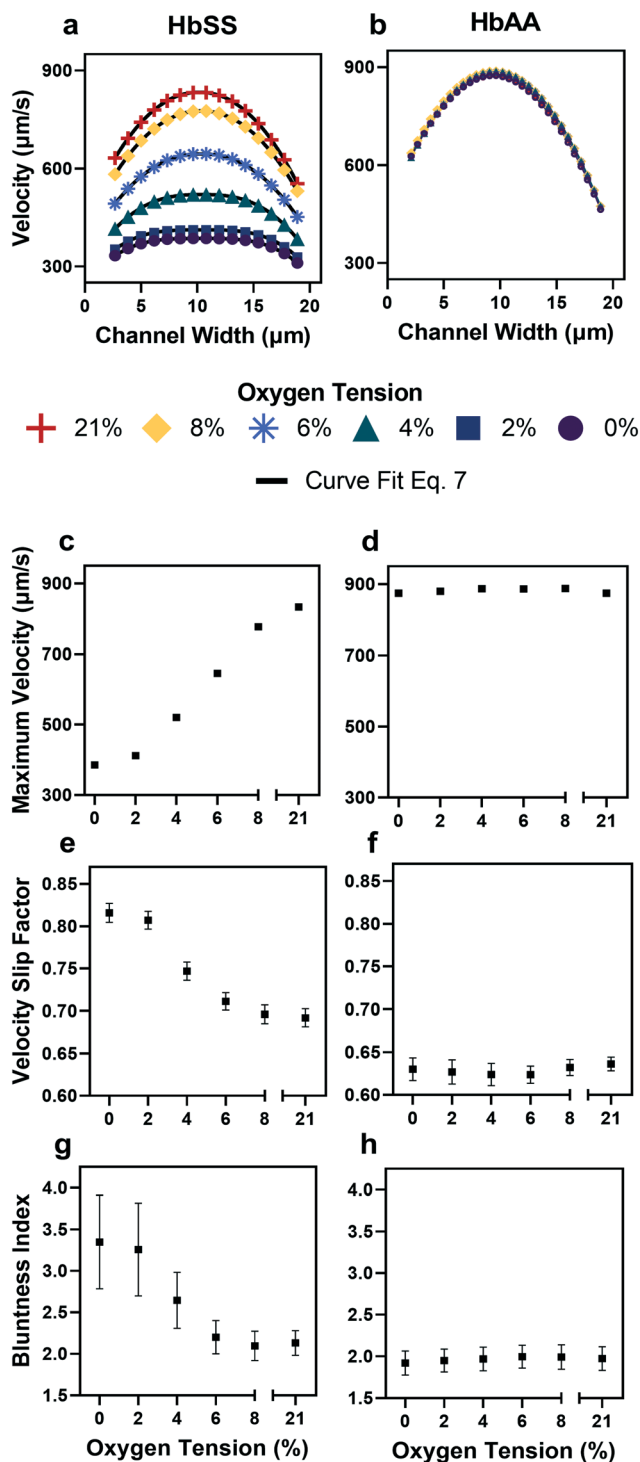 a HbSS HbAA
b
900
600
300
Velocity (µm/s)
0 5 10 15 20
Channel Width (µm)
900
600
300
0 5 10 15 20
Channel Width (µm)
Oxygen Tension
21% 8% 6% 4% 2% 0%
Curve Fit Eq. 7
c
900
700
500
300
Maximum Velocity (µm/s)
0 2 4 6 8 21
d
900
700
500
300
0 2 4 6 8 21
e
0.85
0.80
0.75
0.70
0.65
0.60
Velocity Slip Factor
0 2 4 6 8 21
f
0.85
0.80
0.75
0.70
0.65
0.60
0 2 4 6 8 21
g
4.0
3.5
3.0
2.5
2.0
1.5
Bluntness Index
0 2 4 6 8 21
Oxygen Tension (%)
h
4.0
3.5
3.0
2.5
2.0
1.5
0 2 4 6 8 21
Oxygen Tension (%)